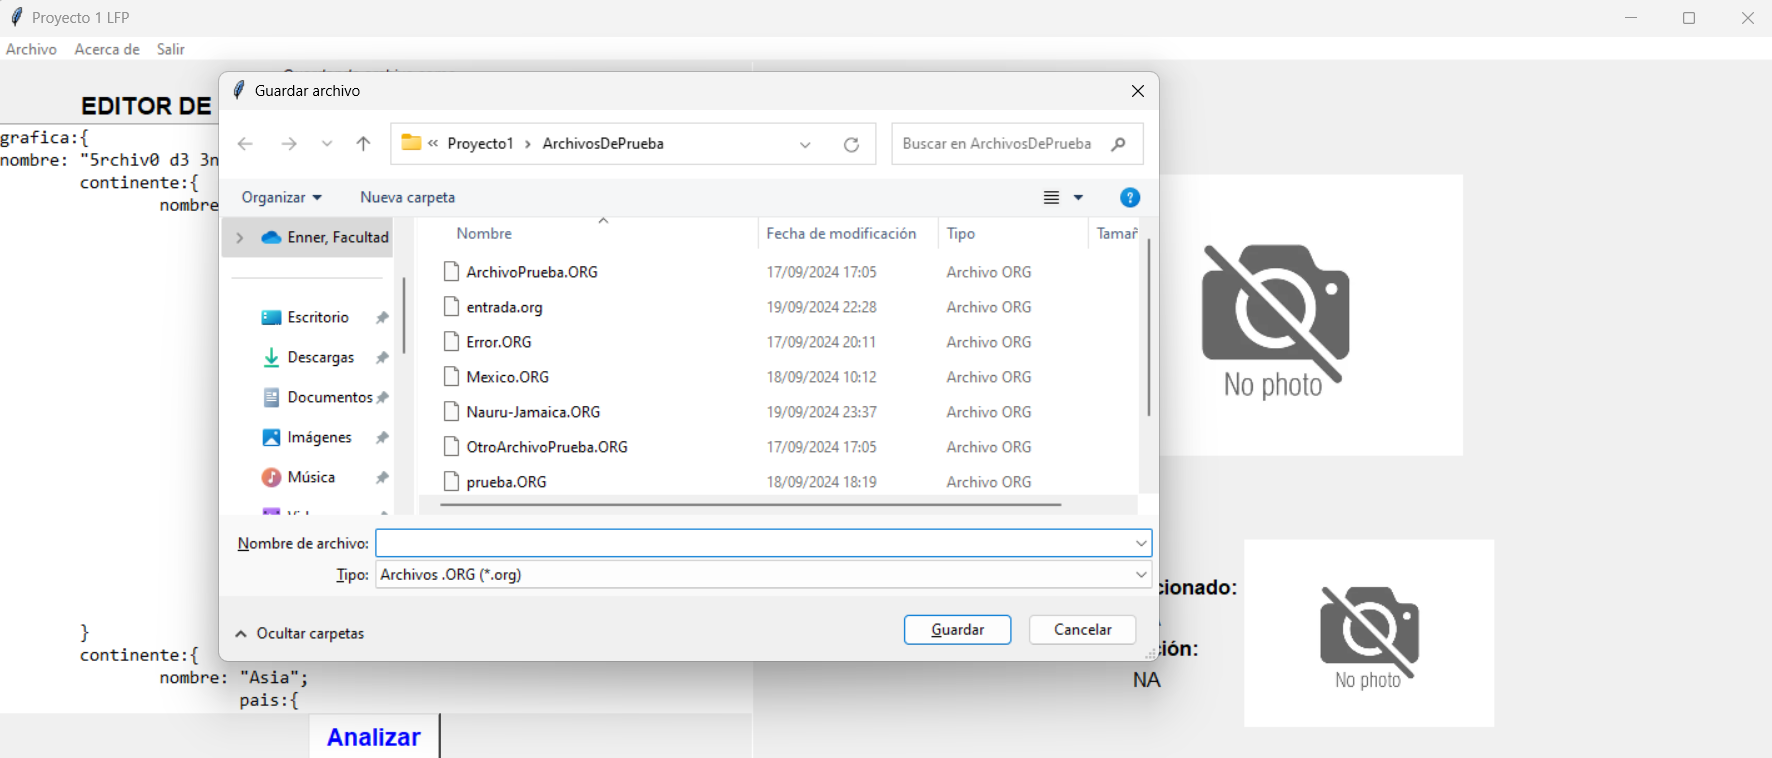 Proyecto 1 LFP
Archivo Acerca de Salir
EDITOR DE
grafica:{
nombre: "5rchiv0 d3 3n
continente:{
nombre
}
continente:{
nombre: "Asia";
pais:{
Analizar
Guardar archivo
« Proyecto1 › ArchivosDePrueba
Buscar en ArchivosDePrueba
Organizar Nueva carpeta
?
Enner, Facultad
Escritorio
Descargas
Documentos
Imágenes
Música
Nombre Fecha de modificación Tipo Tamañ
ArchivoPrueba.ORG 17/09/2024 17:05 Archivo ORG
entrada.org 19/09/2024 22:28 Archivo ORG
Error.ORG 17/09/2024 20:11 Archivo ORG
Mexico.ORG 18/09/2024 10:12 Archivo ORG
Nauru-Jamaica.ORG 19/09/2024 23:37 Archivo ORG
OtroArchivoPrueba.ORG 17/09/2024 17:05 Archivo ORG
prueba.ORG 18/09/2024 18:19 Archivo ORG
Nombre de archivo:
Tipo: Archivos .ORG (*.org)
Ocultar carpetas
Guardar Cancelar
No photo
cionado:
ción:
NA
No photo